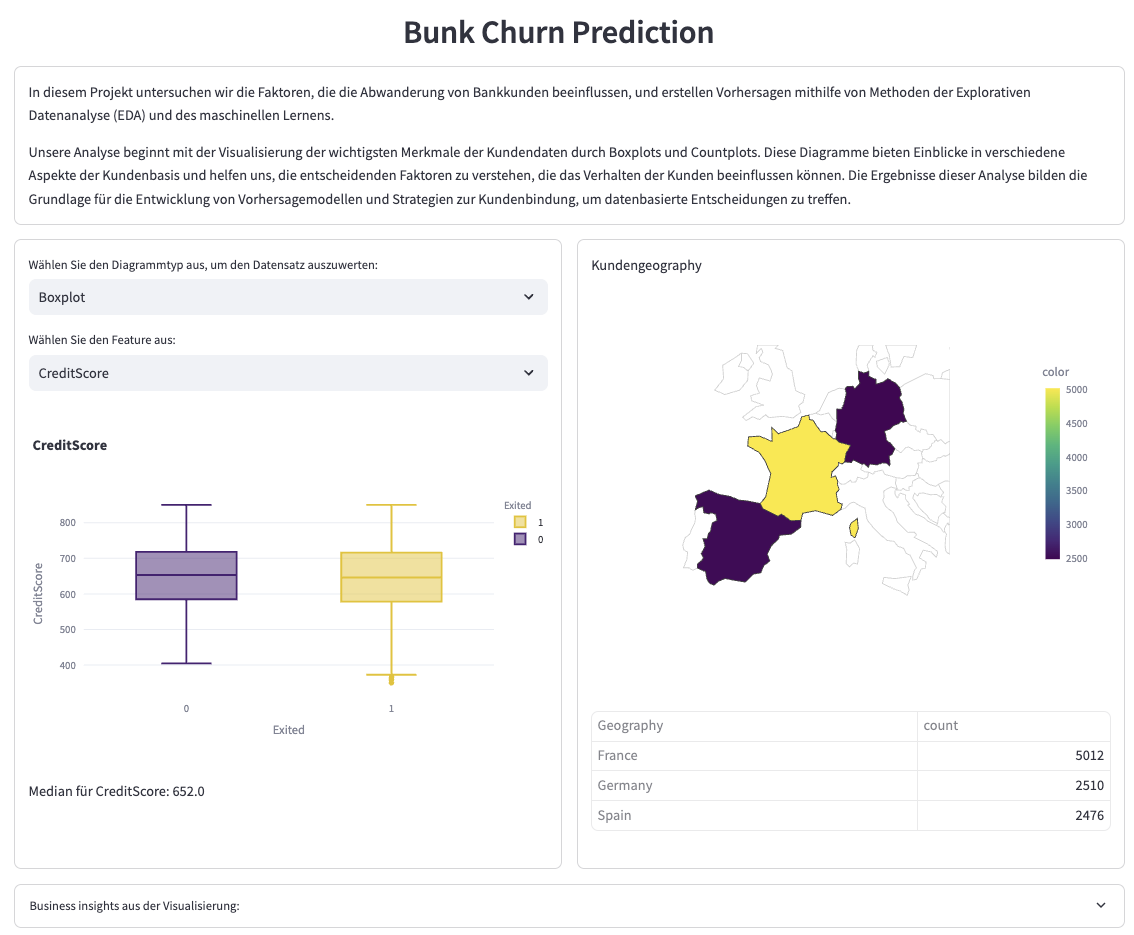 Bunk Churn Prediction
In diesem Projekt untersuchen wir die Faktoren, die die Abwanderung von Bankkunden beeinflussen, und erstellen Vorhersagen mithilfe von Methoden der Explorativen
Datenanalyse (EDA) und des maschinellen Lernens.
Unsere Analyse beginnt mit der Visualisierung der wichtigsten Merkmale der Kundendaten durch Boxplots und Countplots. Diese Diagramme bieten Einblicke in verschiedene
Aspekte der Kundenbasis und helfen uns, die entscheidenden Faktoren zu verstehen, die das Verhalten der Kunden beeinflussen können. Die Ergebnisse dieser Analyse bilden die
Grundlage für die Entwicklung von Vorhersagemodellen und Strategien zur Kundenbindung, um datenbasierte Entscheidungen zu treffen.
Wählen Sie den Diagrammtyp aus, um den Datensatz auszuwerten:
Boxplot
Wählen Sie den Feature aus:
CreditScore
CreditScore
Exited
1
0
800
700
600
500
400
CreditScore
0
1
Exited
Median für CreditScore: 652.0
Kundengeography
color
5000
4500
4000
3500
3000
2500
Geography count
France 5012
Germany 2510
Spain 2476
Business insights aus der Visualisierung: